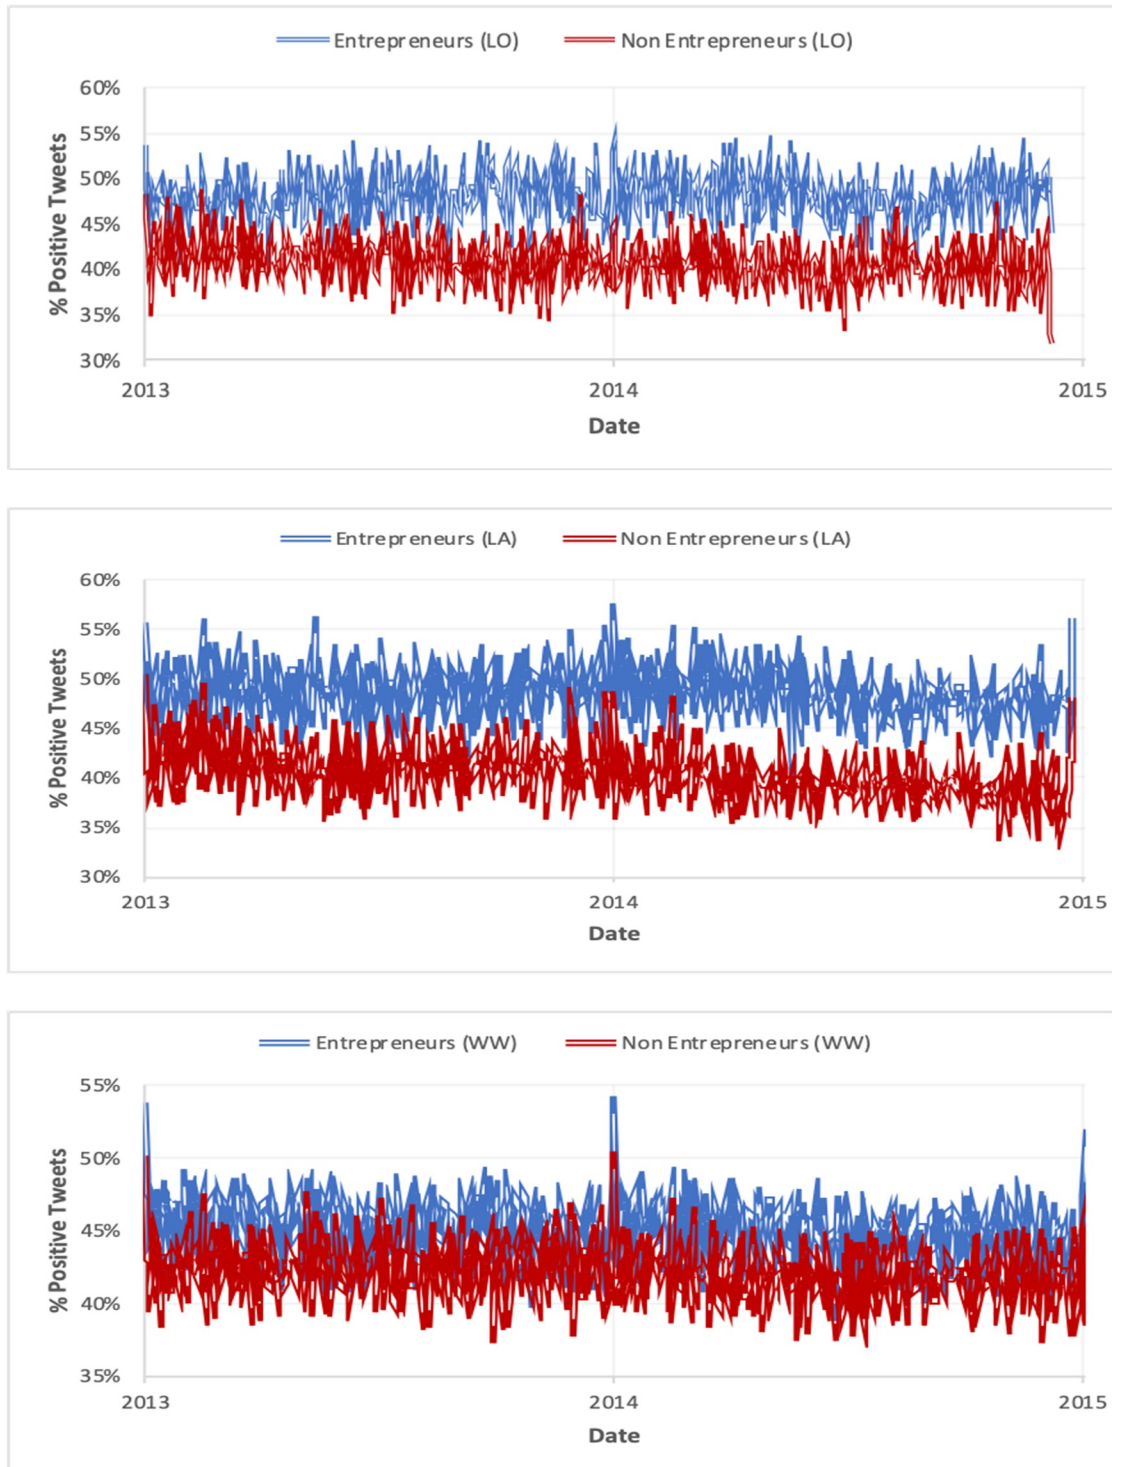 Entrepreneurs (LO) Non Entrepreneurs (LO)
60%
55%
50%
45%
40%
35%
30%
% Positive Tweets
2013 2014 2015
Date
Entrepreneurs (LA) Non Entrepreneurs (LA)
60%
55%
50%
45%
40%
35%
30%
% Positive Tweets
2013 2014 2015
Date
Entrepreneurs (WW) Non Entrepreneurs (WW)
55%
50%
45%
40%
35%
% Positive Tweets
2013 2014 2015
Date